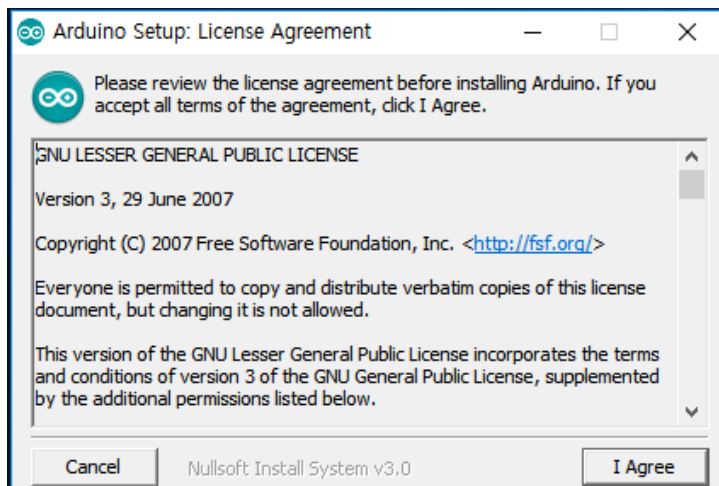 Arduino Setup: License Agreement
Please review the license agreement before installing Arduino. If you
accept all terms of the agreement, click I Agree.
GNU LESSER GENERAL PUBLIC LICENSE
Version 3, 29 June 2007
Copyright (C) 2007 Free Software Foundation, Inc. <http://fsf.org/>
Everyone is permitted to copy and distribute verbatim copies of this license
document, but changing it is not allowed.
This version of the GNU Lesser General Public License incorporates the terms
and conditions of version 3 of the GNU General Public License, supplemented
by the additional permissions listed below.
Cancel
Nullsoft Install System v3.0
I Agree